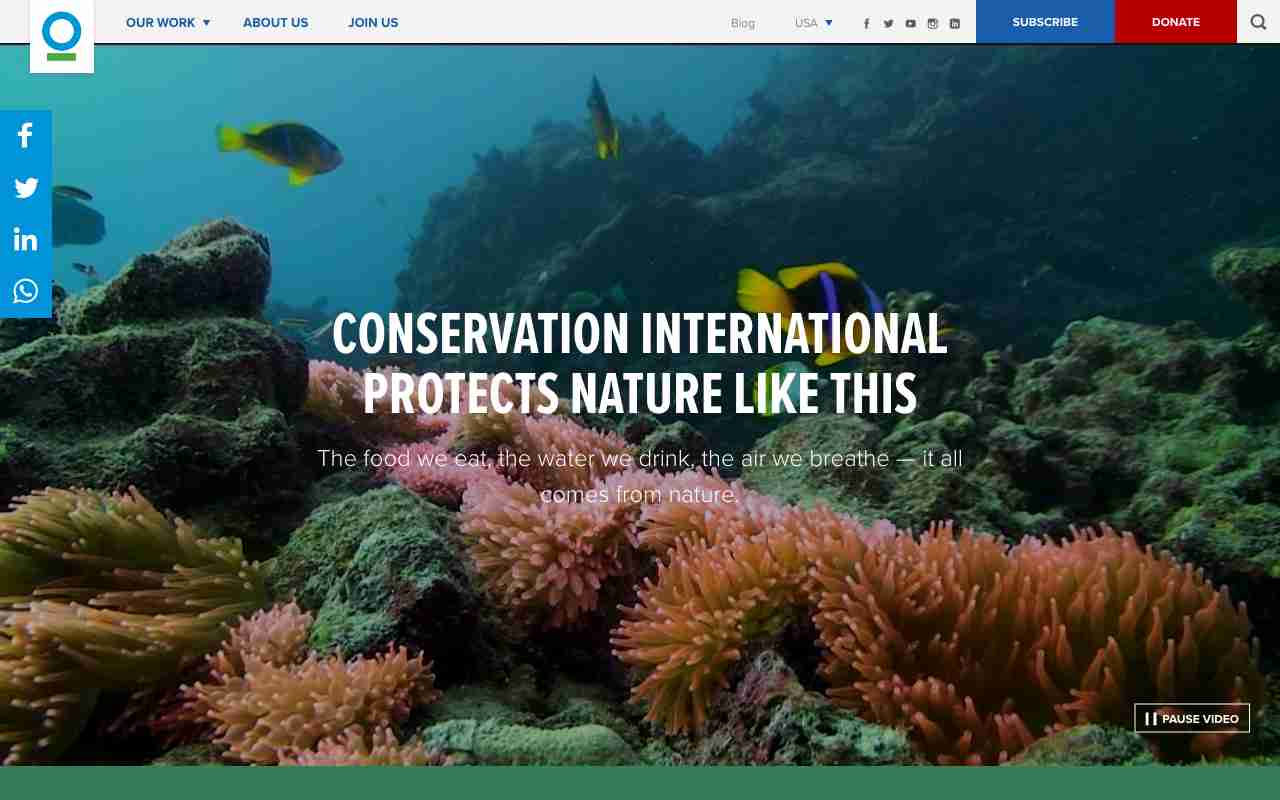 OUR WORK
ABOUT US
JOIN US
Blog
USA
SUBSCRIBE
DONATE
CONSERVATION INTERNATIONAL
PROTECTS NATURE LIKE THIS
The food we eat, the water we drink, the air we breathe — it all
comes from nature.
PAUSE VIDEO